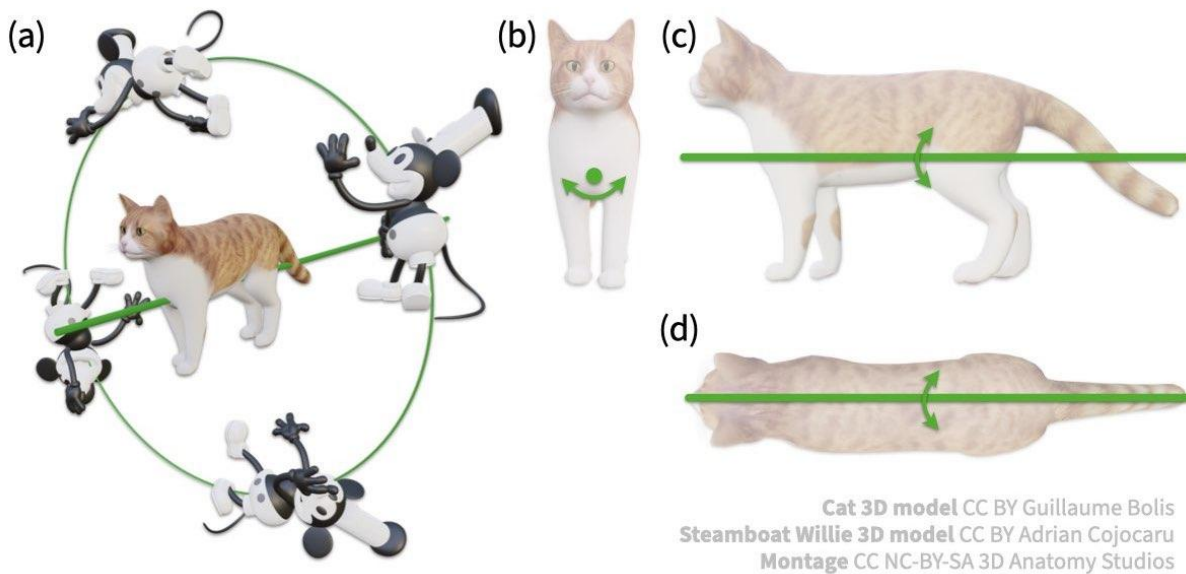 (a)
(b)
(c)
(d)
Cat 3D model CC BY Guillaume Bolis
Steamboat Willie 3D model CC BY Adrian Cojocaru
Montage CC NC-BY-SA 3D Anatomy Studios